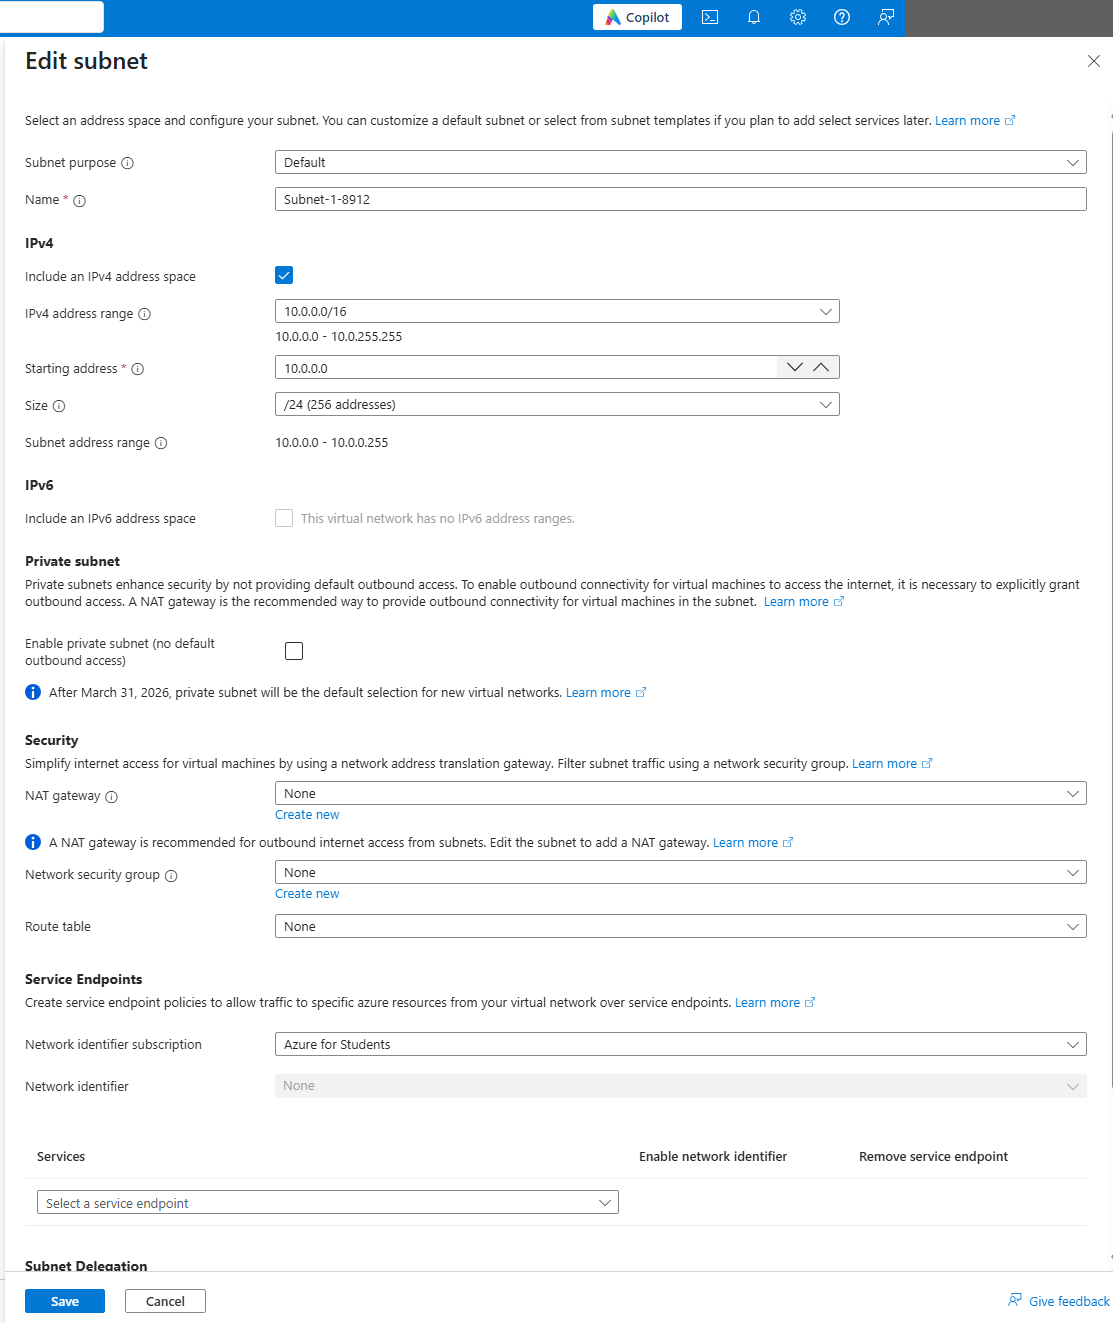 Copilot
Edit subnet
Select an address space and configure your subnet. You can customize a default subnet or select from subnet templates if you plan to add select services later. Learn more
Subnet purpose
Default
Name *
Subnet-1-8912
IPv4
Include an IPv4 address space
IPv4 address range
10.0.0.0/16
10.0.0.0 - 10.0.255.255
Starting address *
10.0.0.0
Size
/24 (256 addresses)
Subnet address range
10.0.0.0 - 10.0.0.255
IPv6
Include an IPv6 address space
This virtual network has no IPv6 address ranges.
Private subnet
Private subnets enhance security by not providing default outbound access. To enable outbound connectivity for virtual machines to access the internet, it is necessary to explicitly grant
outbound access. A NAT gateway is the recommended way to provide outbound connectivity for virtual machines in the subnet. Learn more
Enable private subnet (no default
outbound access)
After March 31, 2026, private subnet will be the default selection for new virtual networks. Learn more
Security
Simplify internet access for virtual machines by using a network address translation gateway. Filter subnet traffic using a network security group. Learn more
NAT gateway
None
Create new
A NAT gateway is recommended for outbound internet access from subnets. Edit the subnet to add a NAT gateway. Learn more
Network security group
None
Create new
Route table
None
Service Endpoints
Create service endpoint policies to allow traffic to specific azure resources from your virtual network over service endpoints. Learn more
Network identifier subscription
Azure for Students
Network identifier
None
Services
Enable network identifier
Remove service endpoint
Select a service endpoint
Subnet Delegation
Save
Cancel
Give feedback